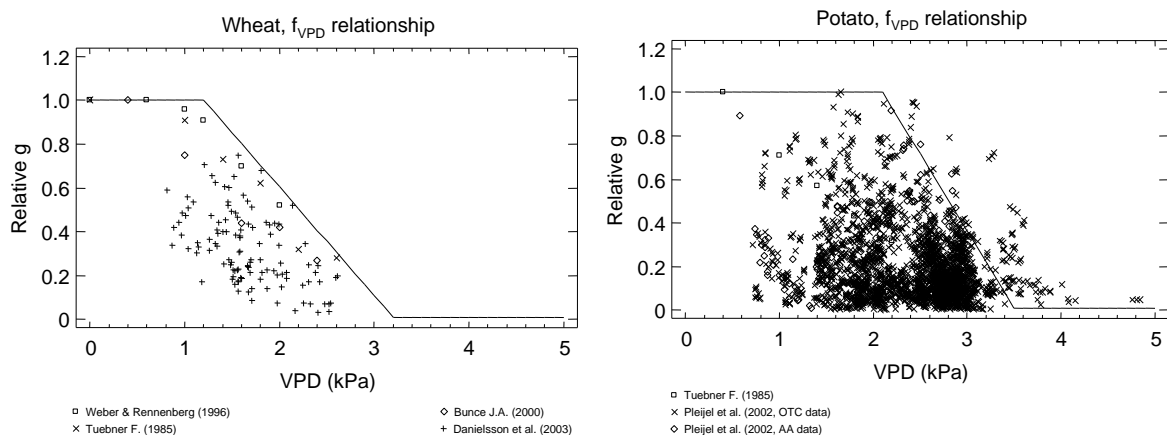 Wheat, fVPD relationship
1.2
1.0
0.8
0.6
0.4
0.2
0
Relative g
0 1 2 3 4 5
VPD (kPa)
□ Weber & Rennenberg (1996)
× Tuebner F. (1985)
◇ Bunce J.A. (2000)
+ Danielsson et al. (2003)
Potato, fVPD relationship
1.2
1.0
0.8
0.6
0.4
0.2
0
Relative g
0 1 2 3 4 5
VPD (kPa)
□ Tuebner F. (1985)
× Pleijel et al. (2002, OTC data)
◇ Pleijel et al. (2002, AA data)